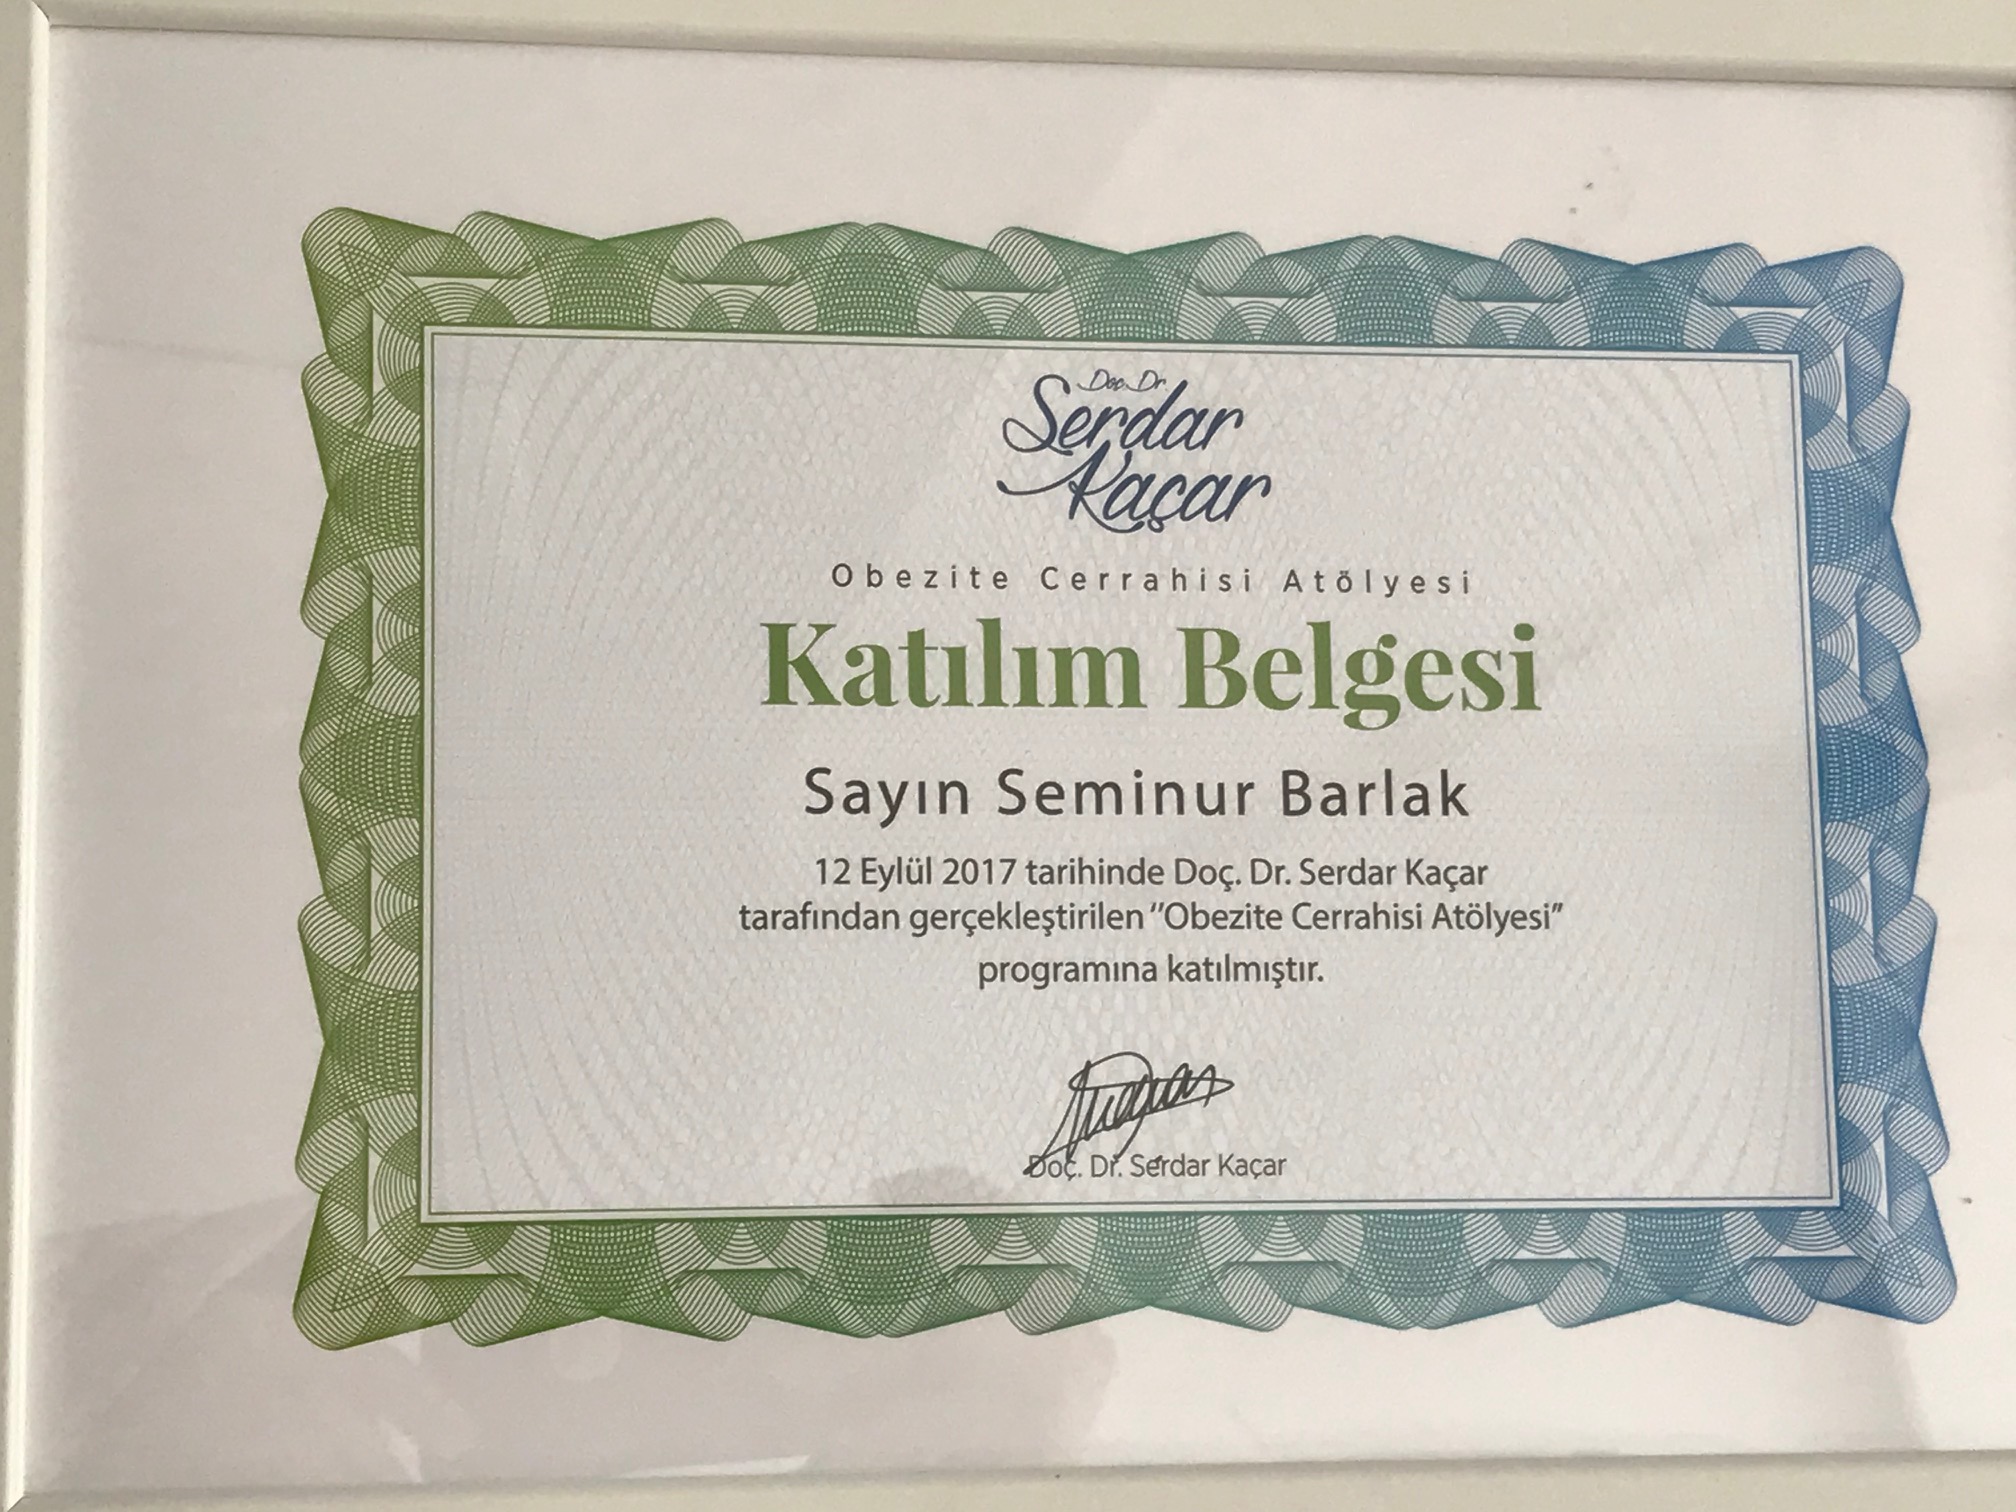 Doç. Dr.
Serdar
Kaçar
Obezite Cerrahisi Atölyesi
Katılım Belgesi
Sayın Seminur Barlak
12 Eylül 2017 tarihinde Doç. Dr. Serdar Kaçar
tarafından gerçekleştirilen "Obezite Cerrahisi Atölyesi"
programına katılmıştır.
Doç. Dr. Serdar Kaçar